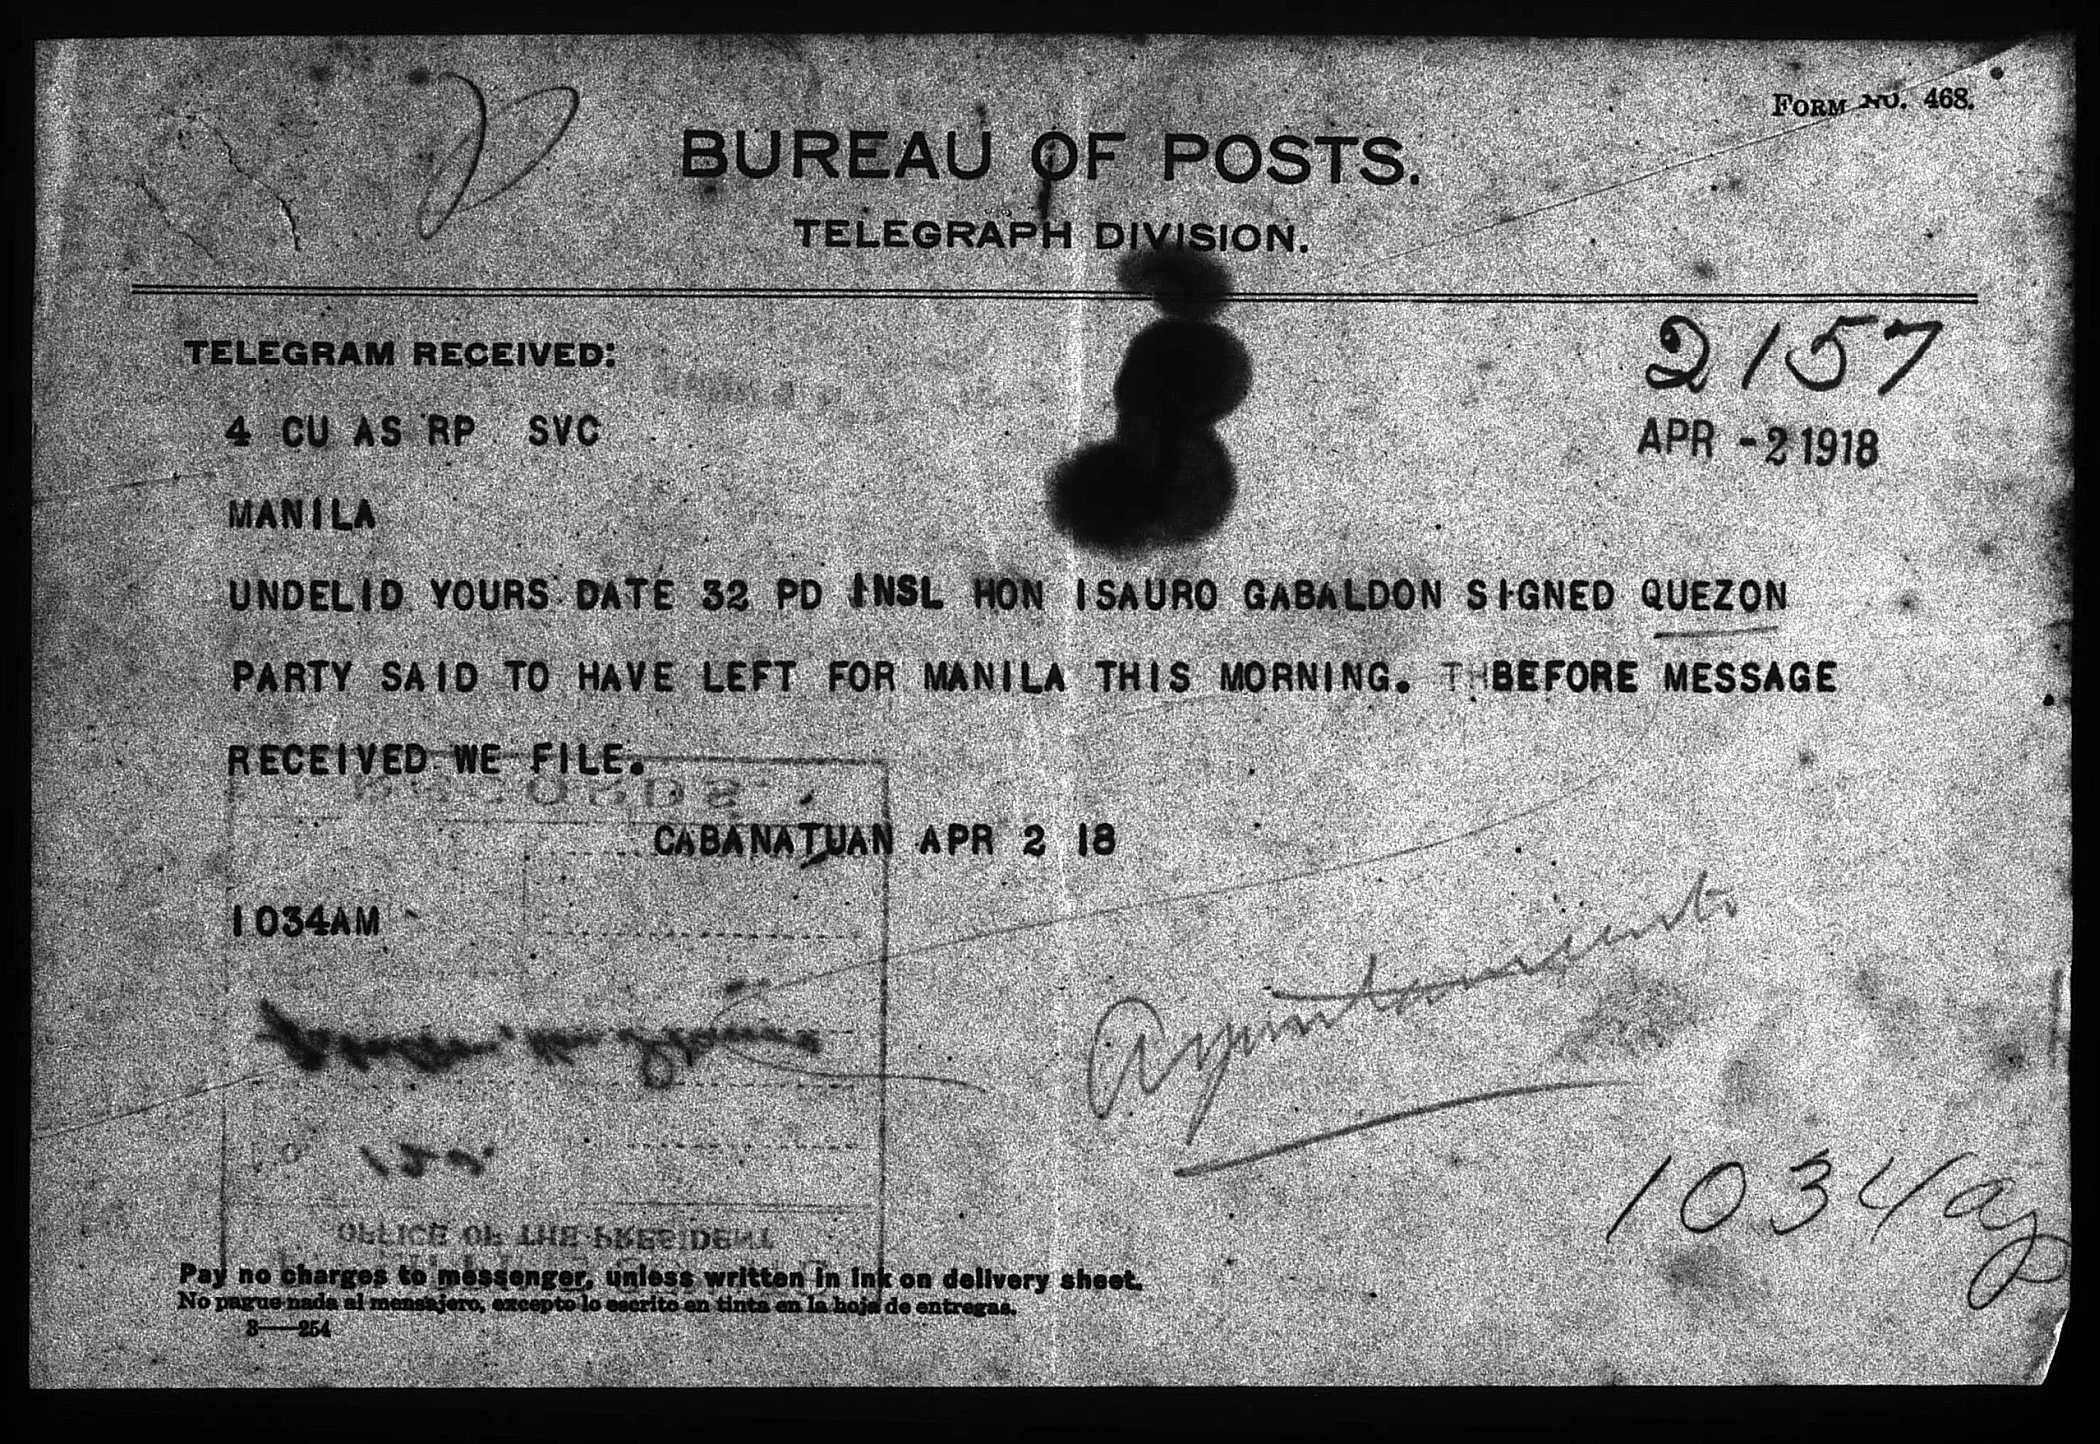 FORM NO. 468.
BUREAU OF POSTS.
TELEGRAPH DIVISION.
TELEGRAM RECEIVED:
2157
4 CU AS RP SVC
APR -2 1918
MANILA
UNDELID YOURS DATE 32 PD INSL HON ISAURO GABALDON SIGNED QUEZON
PARTY SAID TO HAVE LEFT FOR MANILA THIS MORNING. THBEFORE MESSAGE
RECEIVED WE FILE.
RECORDS
CABANATUAN APR 2 18
1034AM
1034a
OFFICE OF THE PRESIDENT
Pay no charges to messenger, unless written in ink on delivery sheet.
No pague nada al mensajero, excepto lo escrito en tinta en la hoja de entregas.
3——254